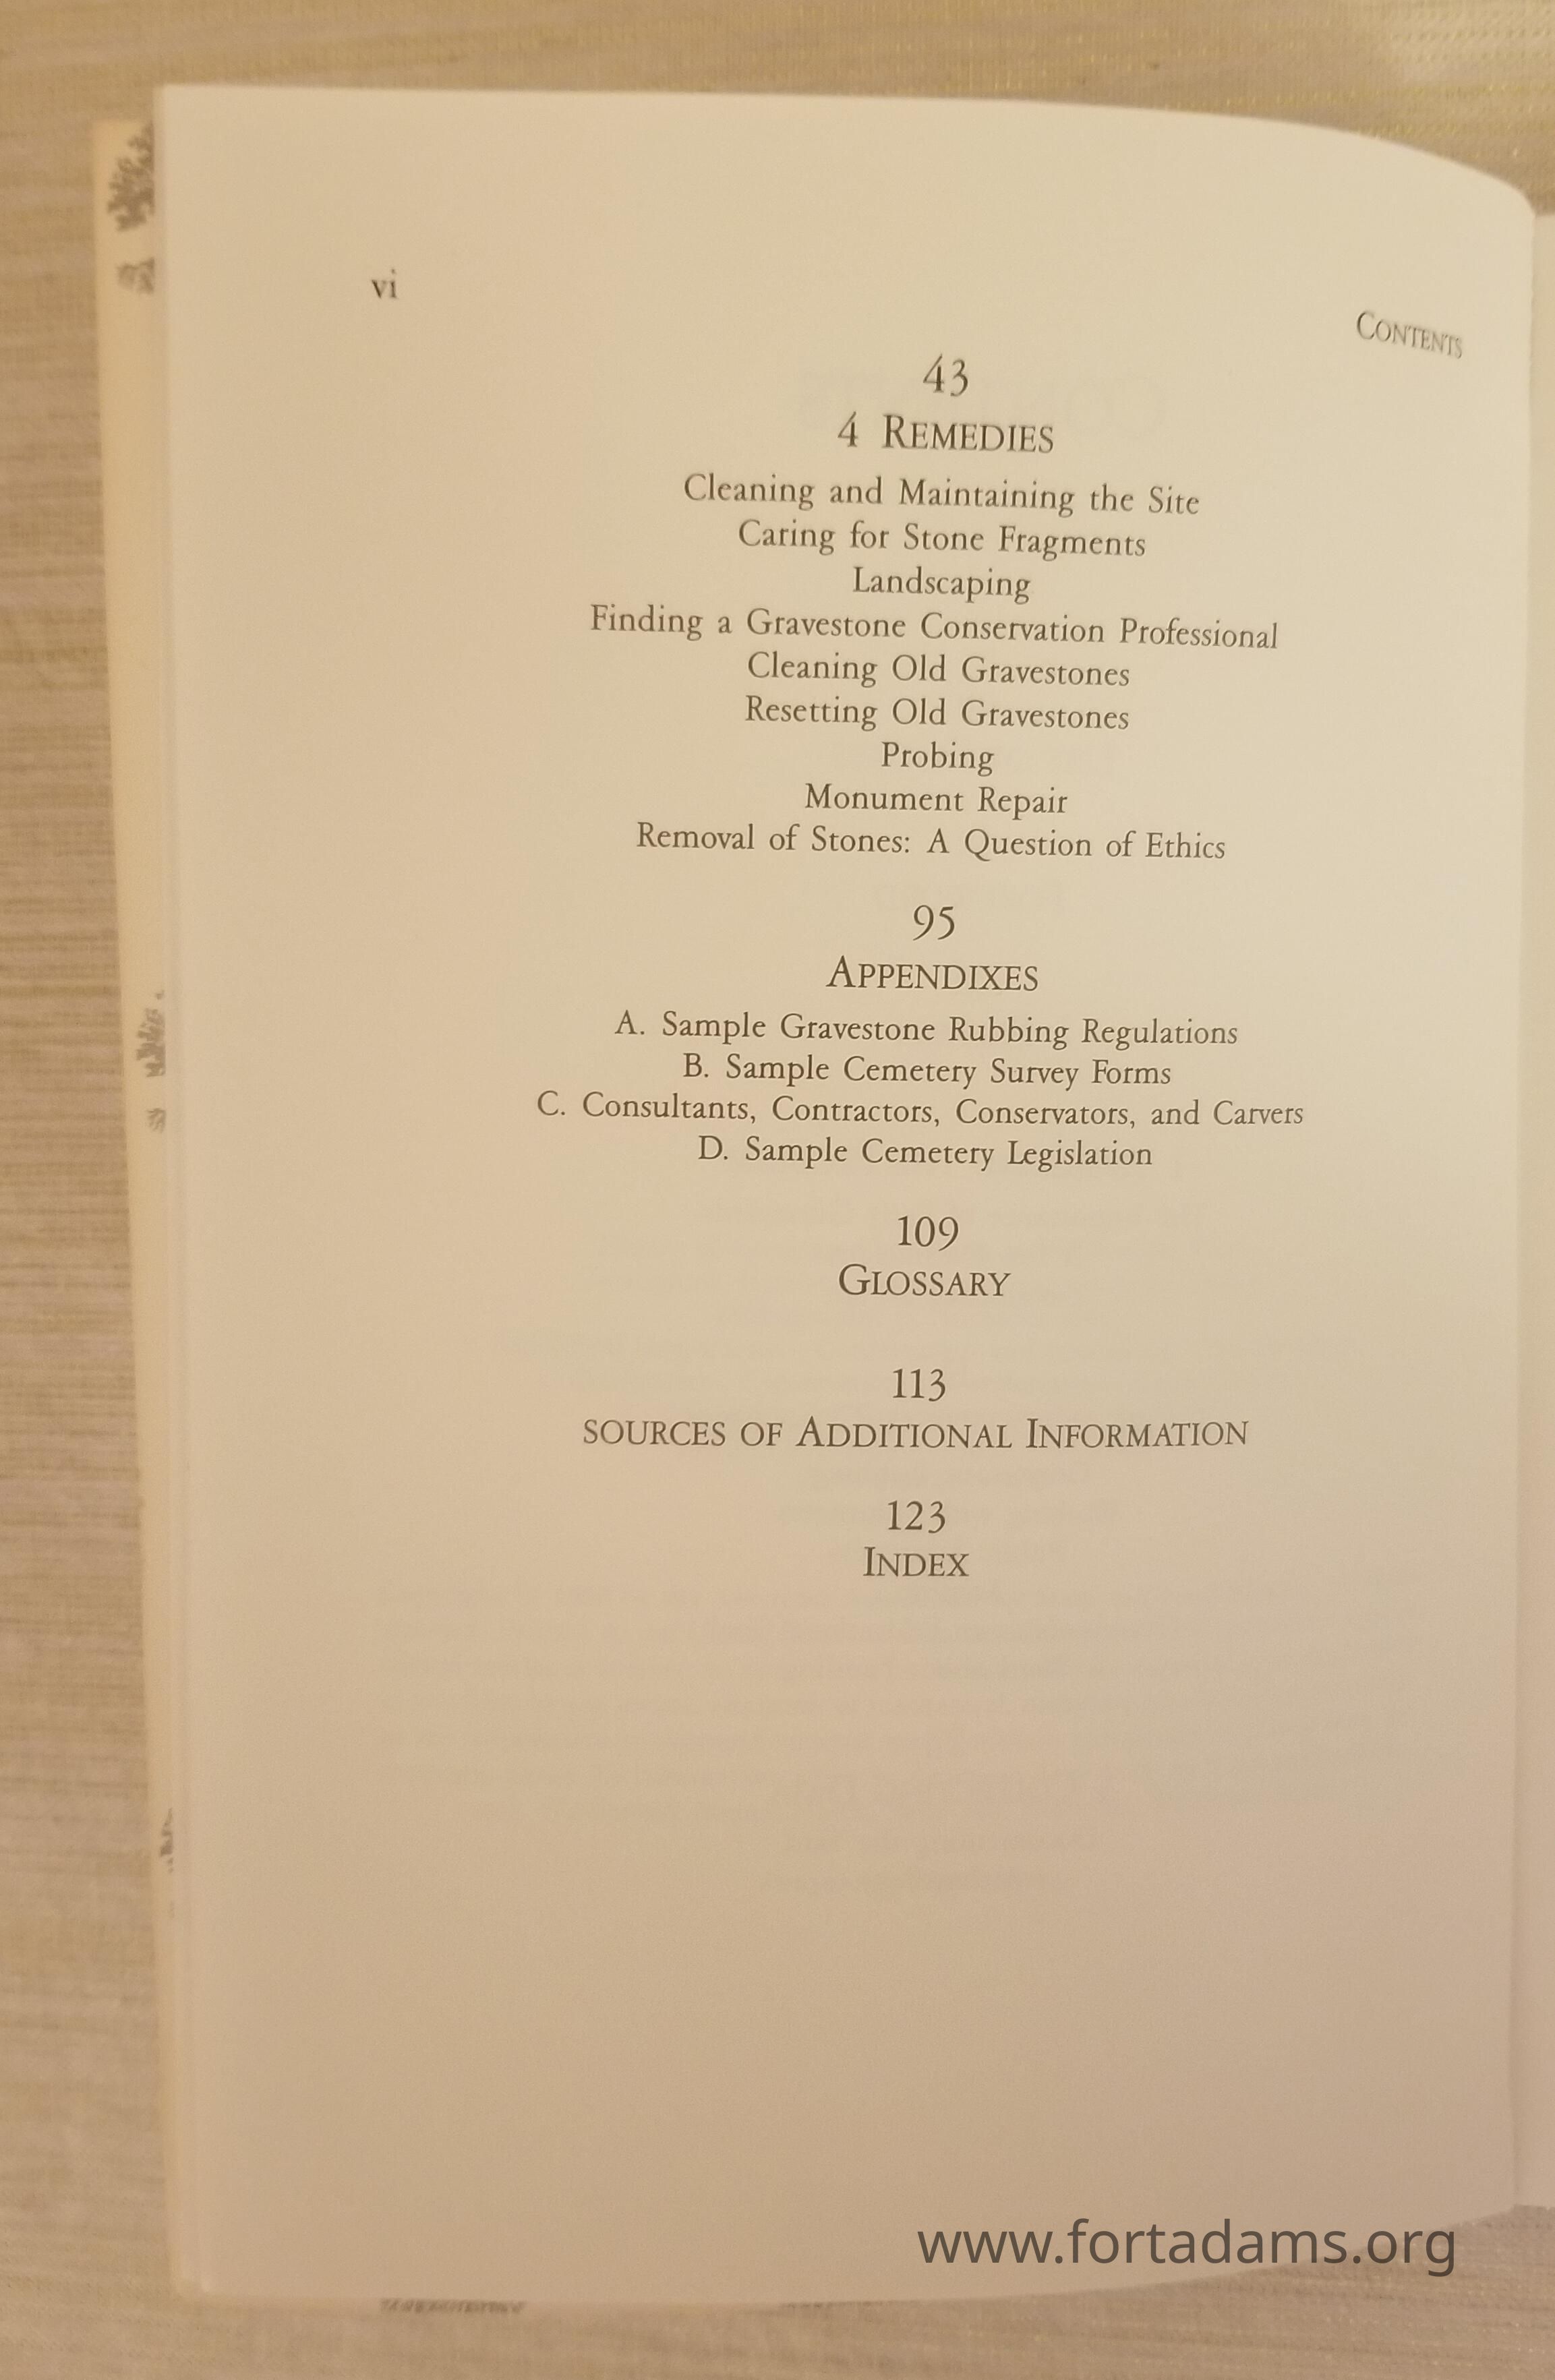 vi
CONTENTS
43
4 REMEDIES
Cleaning and Maintaining the Site
Caring for Stone Fragments
Landscaping
Finding a Gravestone Conservation Professional
Cleaning Old Gravestones
Resetting Old Gravestones
Probing
Monument Repair
Removal of Stones: A Question of Ethics
95
APPENDIXES
A. Sample Gravestone Rubbing Regulations
B. Sample Cemetery Survey Forms
C. Consultants, Contractors, Conservators, and Carvers
D. Sample Cemetery Legislation
109
GLOSSARY
113
SOURCES OF ADDITIONAL INFORMATION
123
INDEX
www.fortadams.org